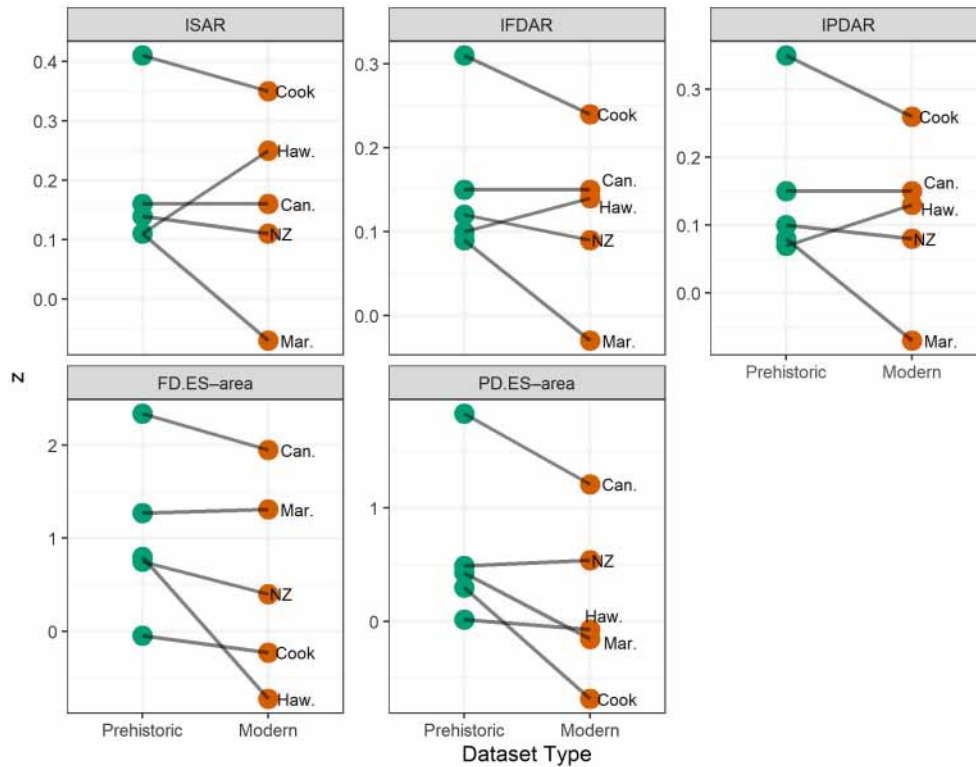 ISAR
IFDAR
IPDAR
0.4
0.3
0.2
0.1
0.0
Cook
Haw.
Can.
NZ
Mar.
0.3
0.2
0.1
0.0
Cook
Can.
Haw.
NZ
Mar.
0.3
0.2
0.1
0.0
Cook
Can.
Haw.
NZ
Mar.
Prehistoric
Modern
z
FD.ES–area
PD.ES–area
2
1
0
Can.
Mar.
NZ
Cook
Haw.
1
0
Can.
NZ
Haw.
Mar.
Cook
Prehistoric
Modern
Prehistoric
Modern
Dataset Type